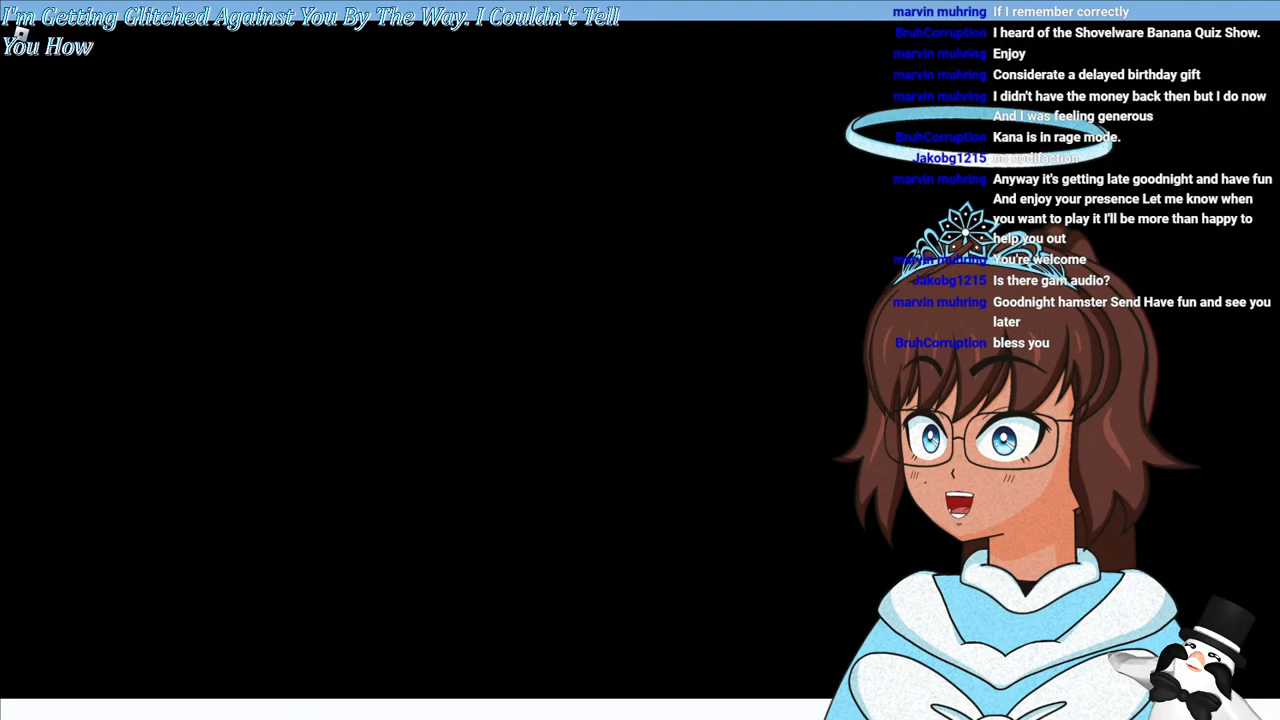 I'm Getting Glitched Against You By The Way. I Couldn't Tell
You How
marvin muhring If I remember correctly
BruhCorruption I heard of the Shovelware Banana Quiz Show.
marvin muhring Enjoy
marvin muhring Considerate a delayed birthday gift
marvin muhring I didn't have the money back then but I do now
And I was feeling generous
BruhCorruption Kana is in rage mode.
Jakobg1215 no nodifaction
marvin muhring Anyway it's getting late goodnight and have fun
And enjoy your presence Let me know when
you want to play it I'll be more than happy to
help you out
marvin muhring You're welcome
Jakobg1215 Is there gam audio?
marvin muhring Goodnight hamster Send Have fun and see you
later
BruhCorruption bless you